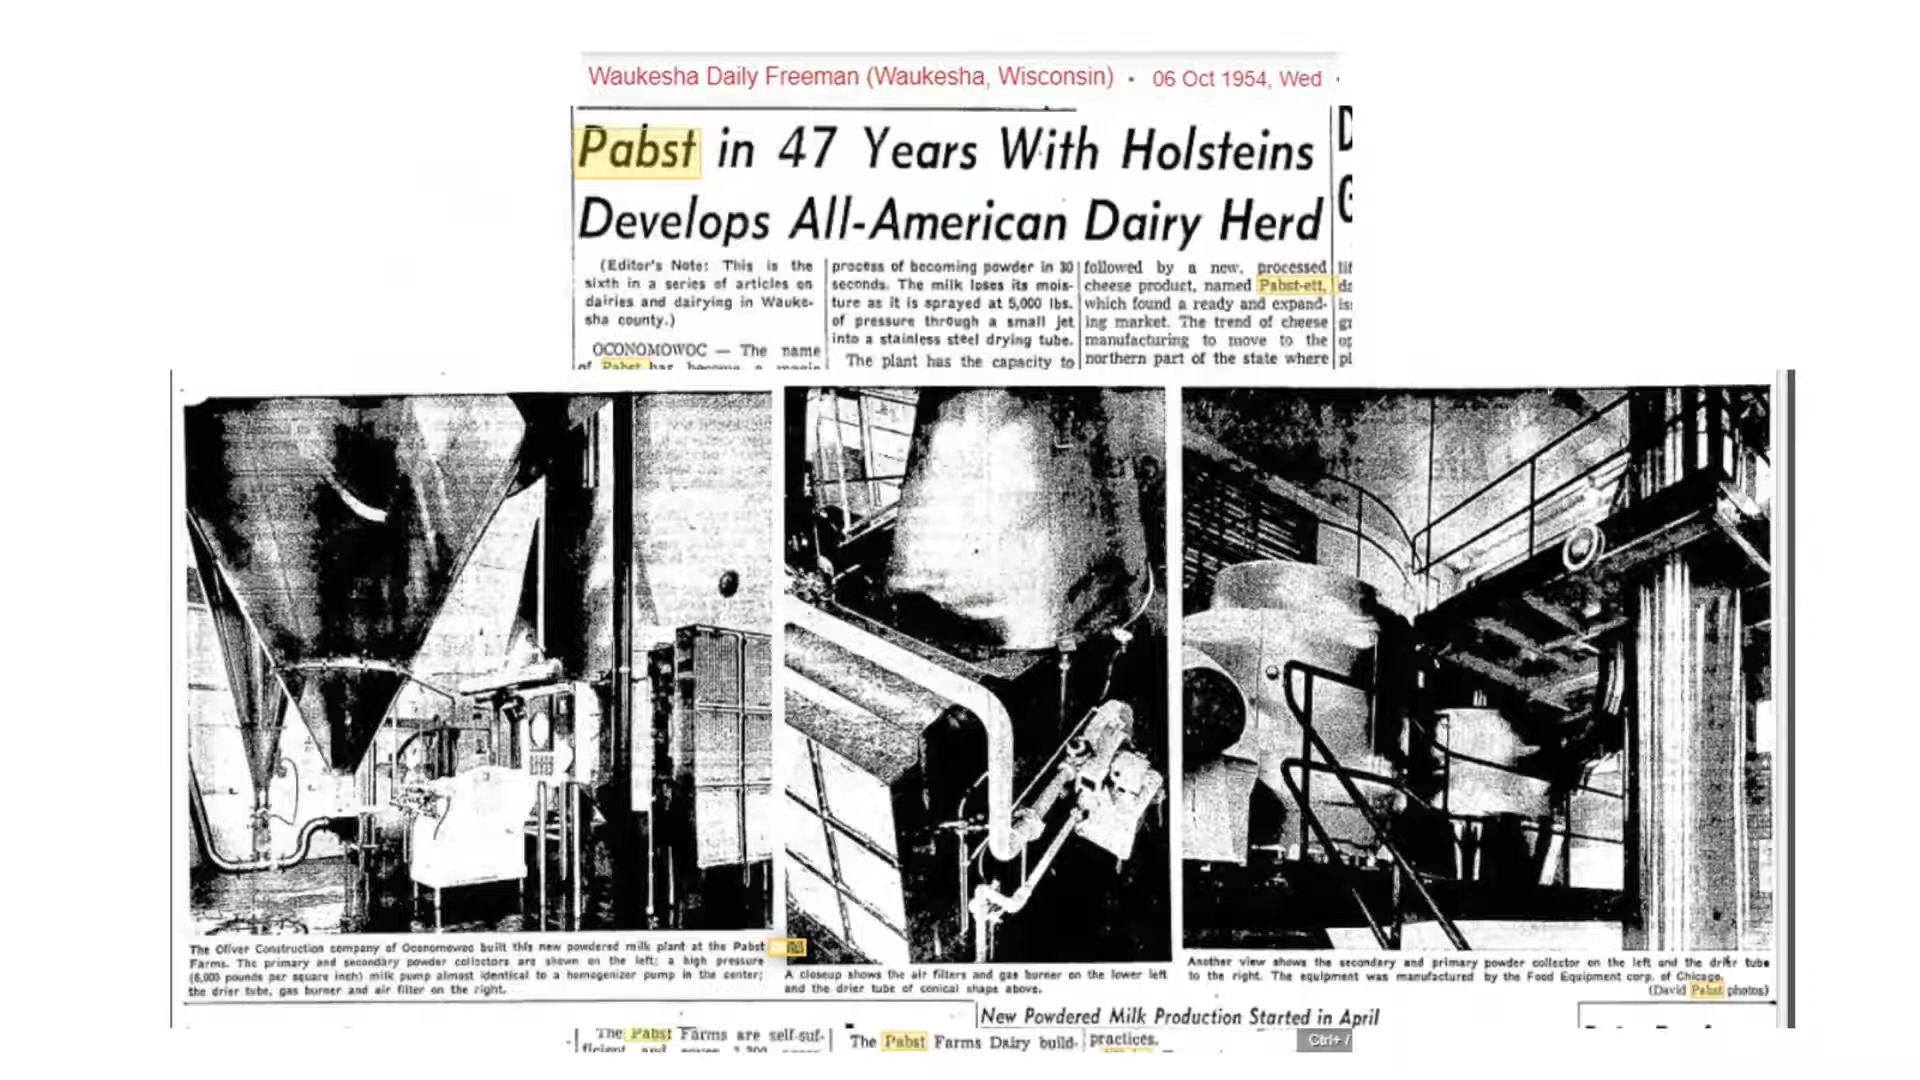 Waukesha Daily Freeman (Waukesha, Wisconsin) · 06 Oct 1954, Wed ·
Pabst in 47 Years With Holsteins
Develops All-American Dairy Herd
(Editor's Note: This is the
sixth in a series of articles on
dairies and dairying in Wauke-
sha county.)
OCONOMOWOC — The name
of Pabst has become a magic
process of becoming powder in 30
seconds. The milk loses its mois-
ture as it is sprayed at 5,000 lbs.
of pressure through a small jet
into a stainless steel drying tube.
The plant has the capacity to
followed by a new, processed
cheese product, named Pabst-ett,
which found a ready and expand-
ing market. The trend of cheese
manufacturing to move to the
northern part of the state where
The Oliver Construction company of Oconomowoc built this new powdered milk plant at the Pabst
Farms. The primary and secondary powder collectors are shown on the left; a high pressure
(6,000 pounds per square inch) milk pump almost identical to a homogenizer pump in the center;
the drier tube, gas burner and air filter on the right.
A closeup shows the air filters and gas burner on the lower left
and the drier tube of conical shape above.
Another view shows the secondary and primary powder collector on the left and the drier tube
to the right. The equipment was manufactured by the Food Equipment corp. of Chicago.
(David Pabst photos)
New Powdered Milk Production Started in April
The Pabst Farms are self-suf-
The Pabst Farms Dairy build-
practices.
Ctrl+ /